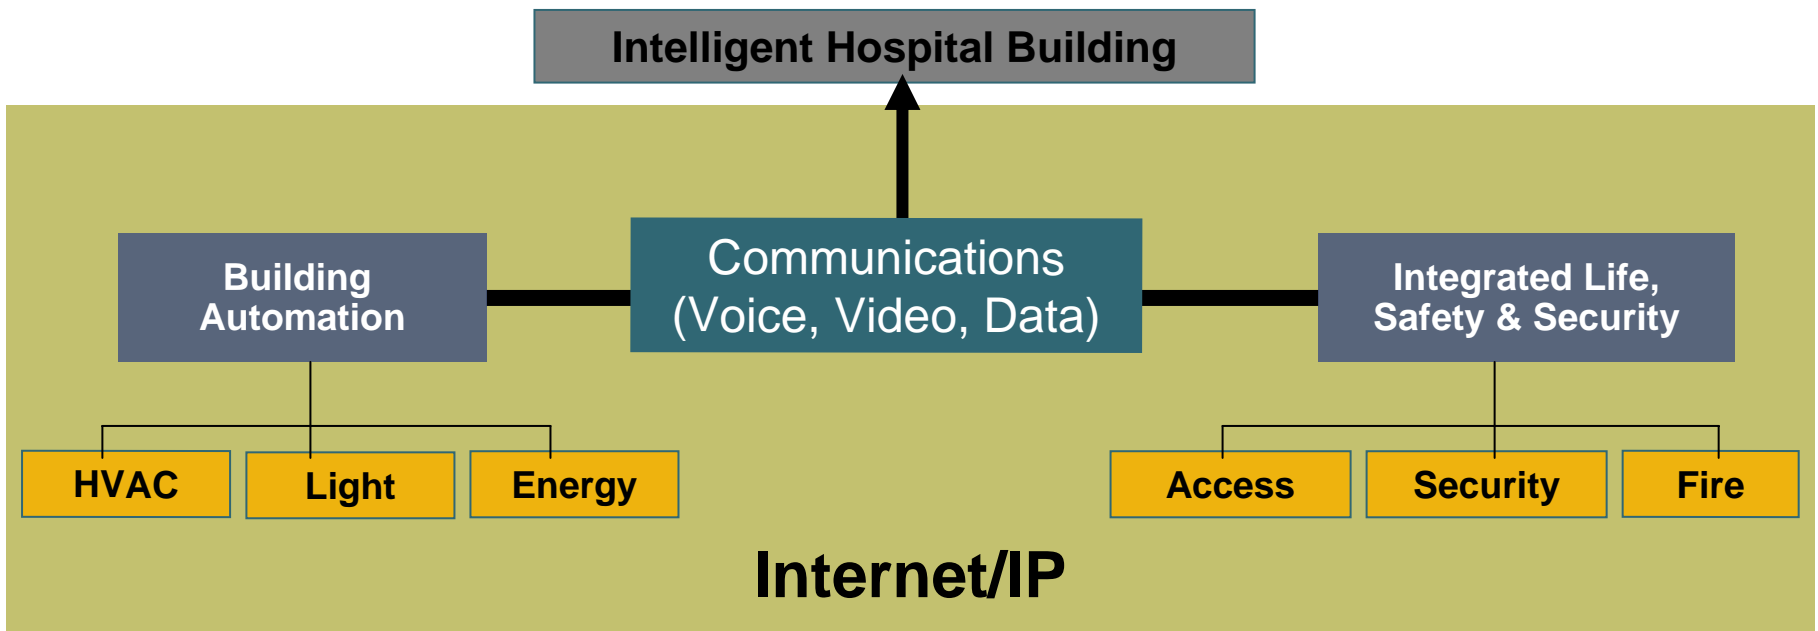 Intelligent Hospital Building
Building
Automation
Communications
(Voice, Video, Data)
Integrated Life,
Safety & Security
HVAC
Light
Energy
Access
Security
Fire
Internet/IP